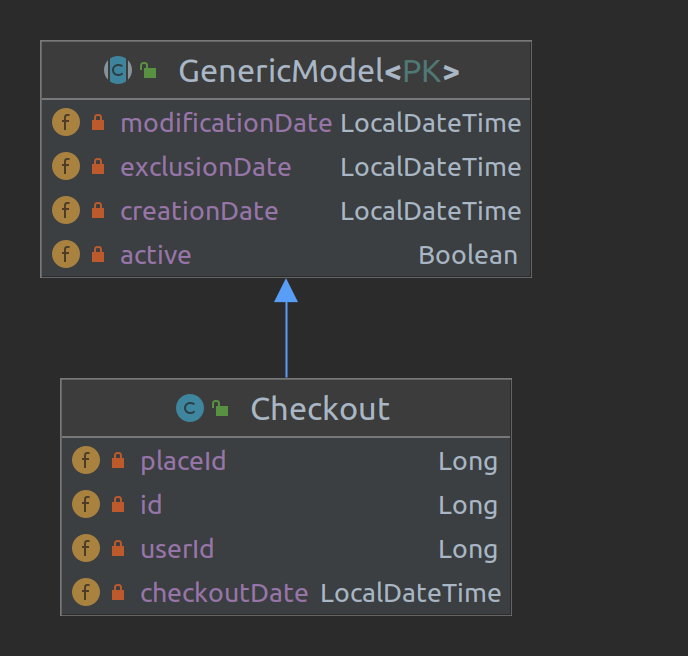 GenericModel<PK>
modificationDate LocalDateTime
exclusionDate LocalDateTime
creationDate LocalDateTime
active Boolean
Checkout
placeId Long
id Long
userId Long
checkoutDate LocalDateTime